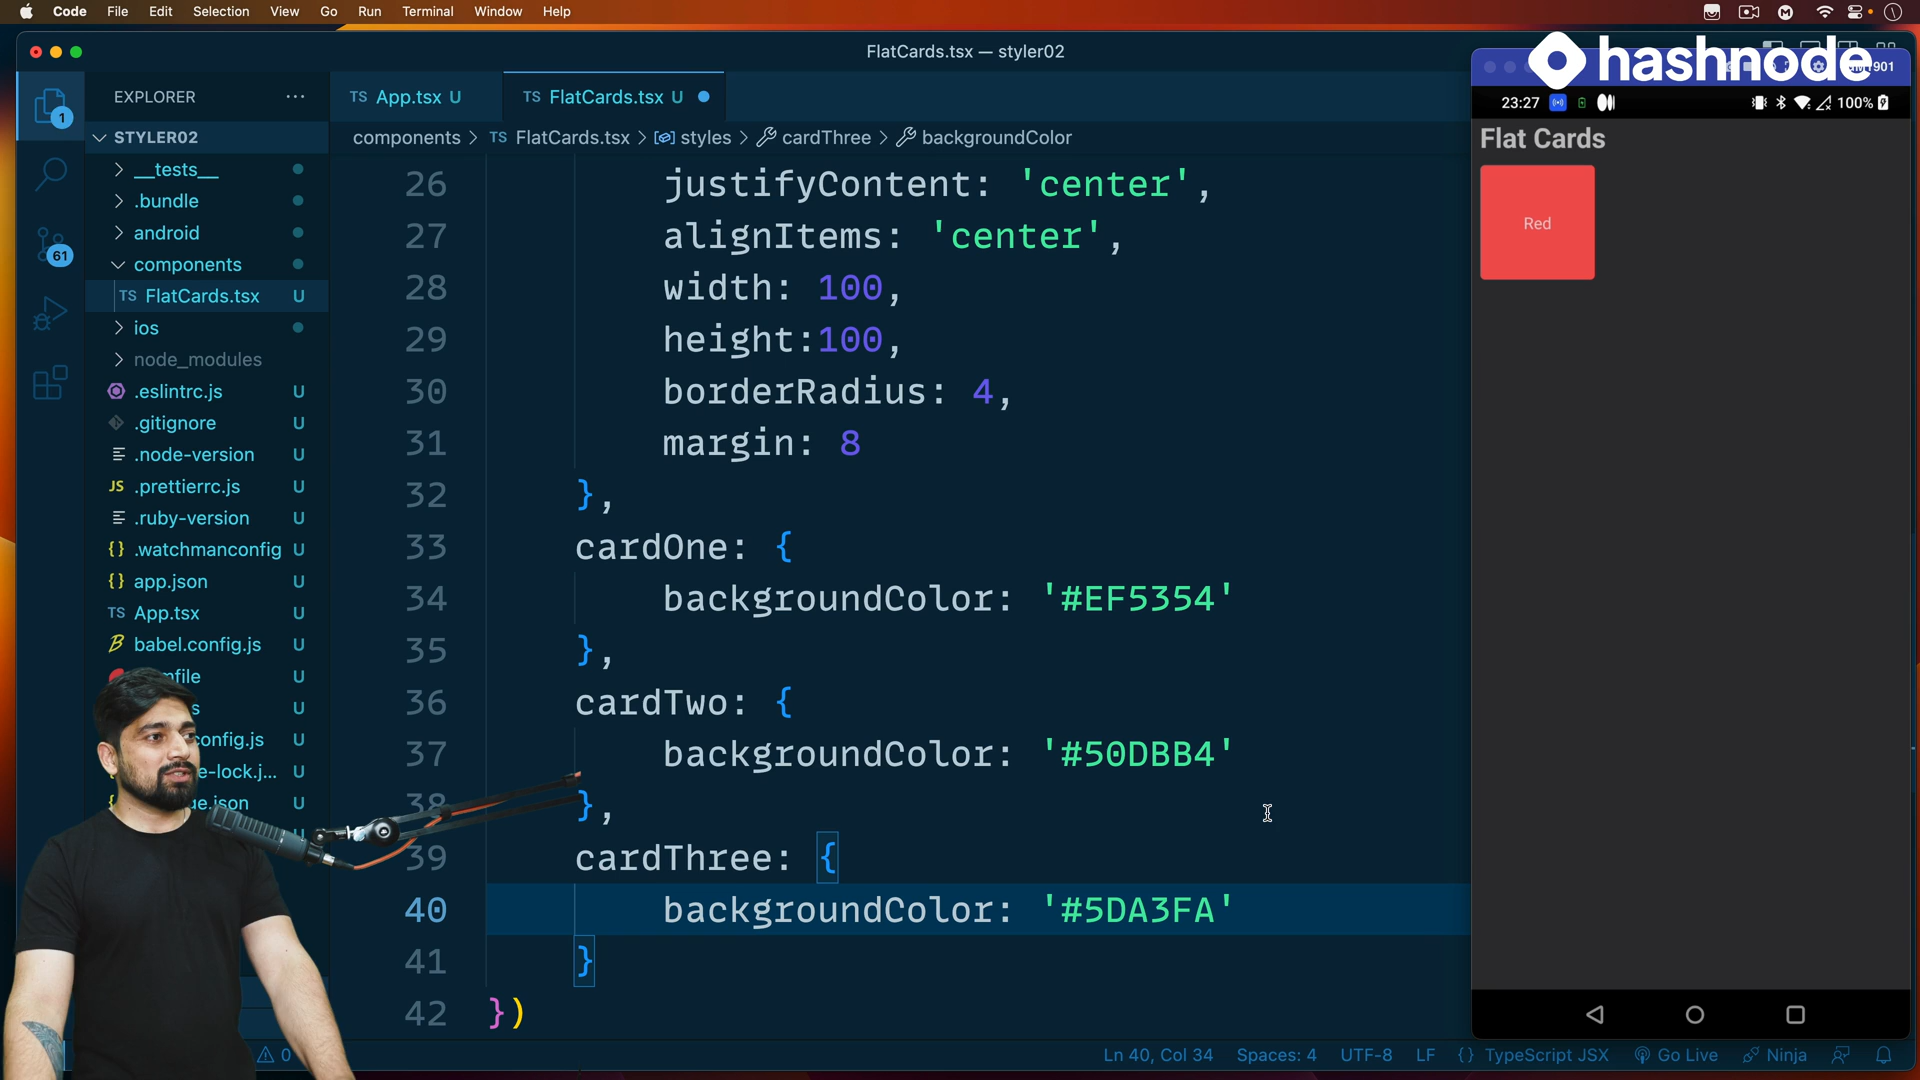 Code File Edit Selection View Go Run Terminal Window Help
FlatCards.tsx — styler02
hashnode
EXPLORER
STYLER02
__tests__
.bundle
android
components
TS FlatCards.tsx U
ios
node_modules
.eslintrc.js U
.gitignore U
.node-version U
JS .prettierrc.js U
.ruby-version U
{} .watchmanconfig U
{} app.json U
TS App.tsx U
babel.config.js U
U
U
config.js U
e-lock.j... U
U
1
61
TS App.tsx U
TS FlatCards.tsx U
components > TS FlatCards.tsx > styles > cardThree > backgroundColor
26 justifyContent: 'center',
27 alignItems: 'center',
28 width: 100,
29 height:100,
30 borderRadius: 4,
31 margin: 8
32 },
33 cardOne: {
34 backgroundColor: '#EF5354'
35 },
36 cardTwo: {
37 backgroundColor: '#50DBB4'
38 },
39 cardThree: {
40 backgroundColor: '#5DA3FA'
41 }
42 })
23:27 100%
Flat Cards
Red
0
Ln 40, Col 34 Spaces: 4 UTF-8 LF {} TypeScript JSX Go Live Ninja